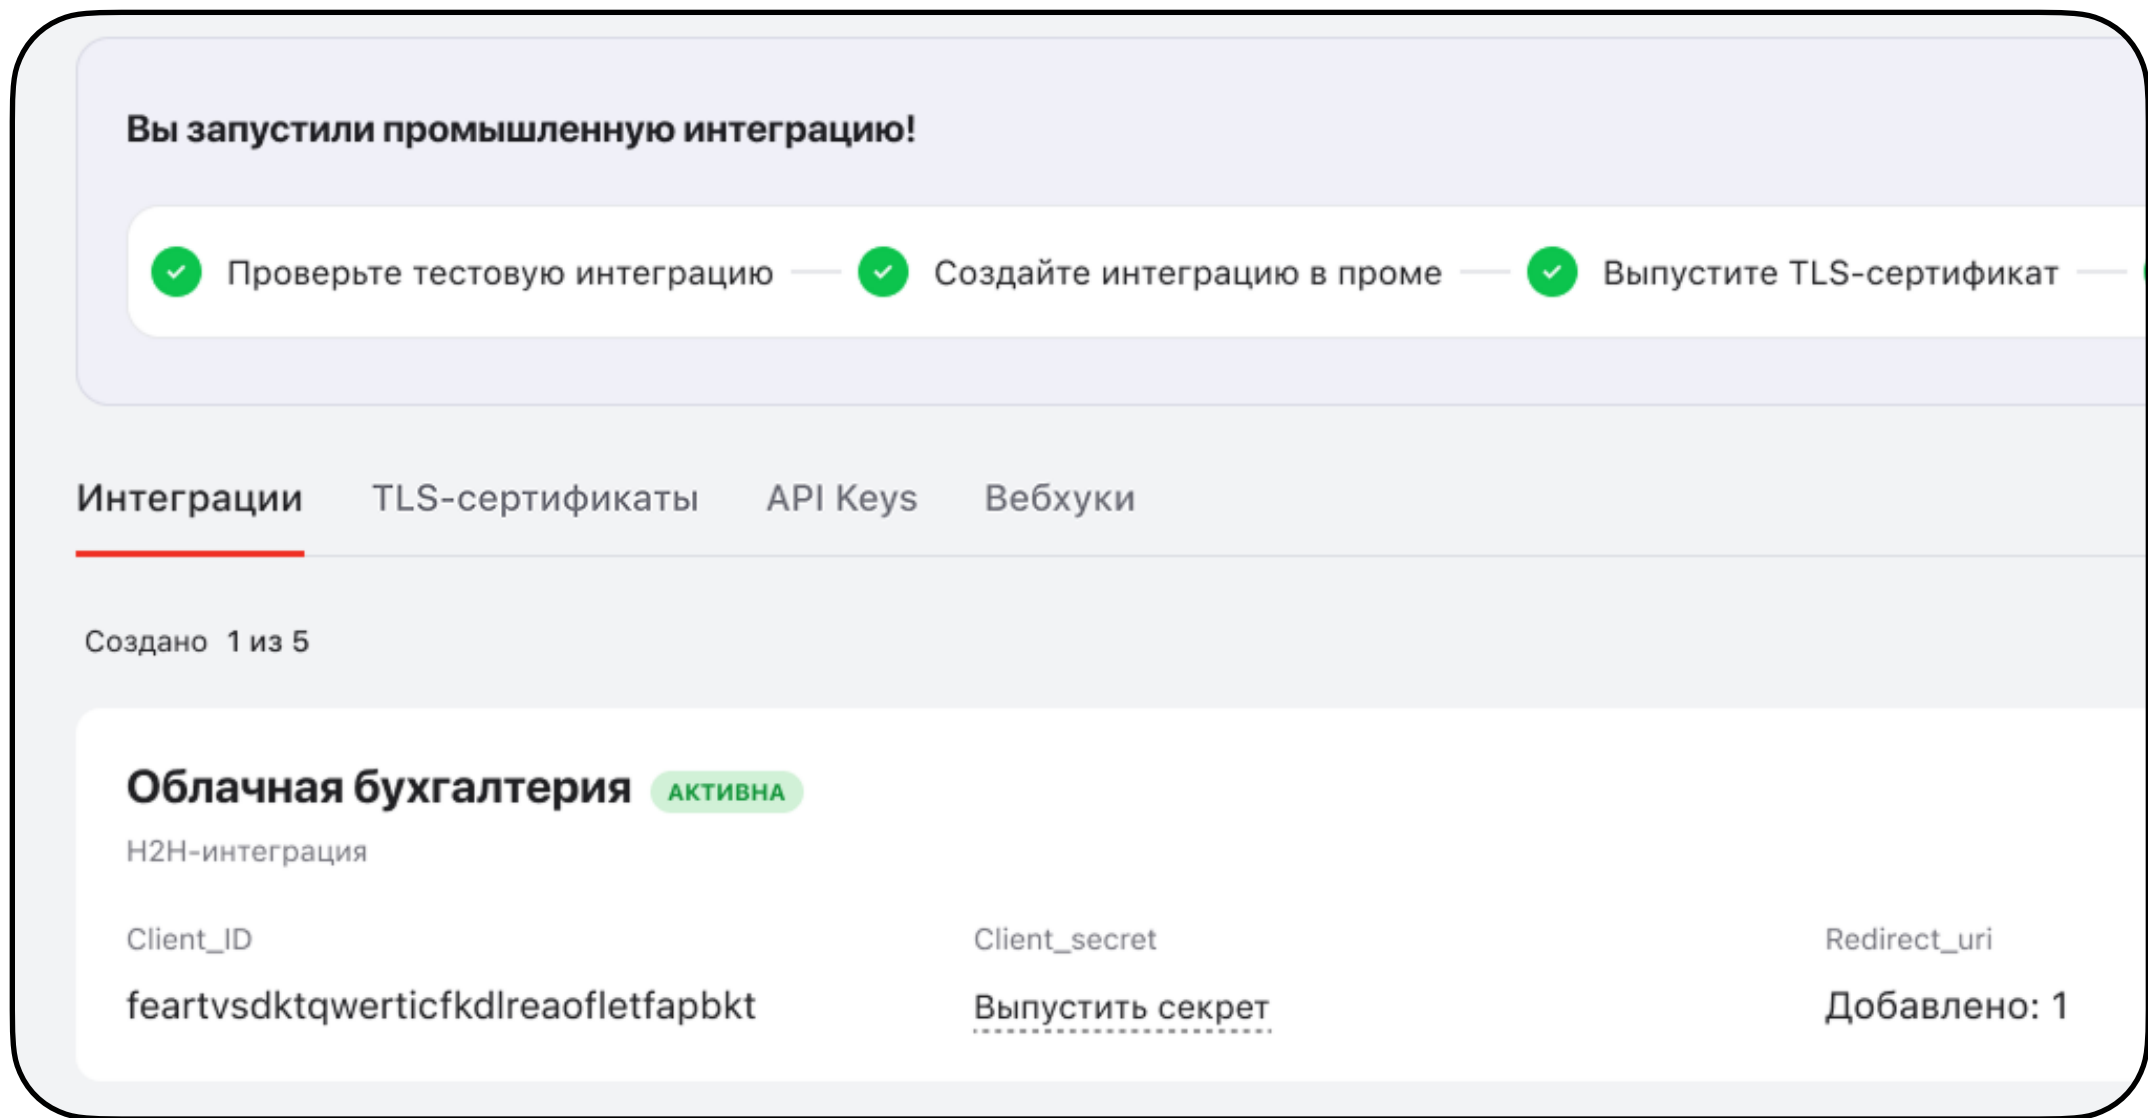 Вы запустили промышленную интеграцию!
Проверьте тестовую интеграцию Создайте интеграцию в проме Выпустите TLS-сертификат
Интеграции TLS-сертификаты API Keys Вебхуки
Создано 1 из 5
Облачная бухгалтерия АКТИВНА
H2H-интеграция
Client_ID Client_secret Redirect_uri
feartvsdktqwerticfkdlreaofletfapbkt Выпустить секрет Добавлено: 1